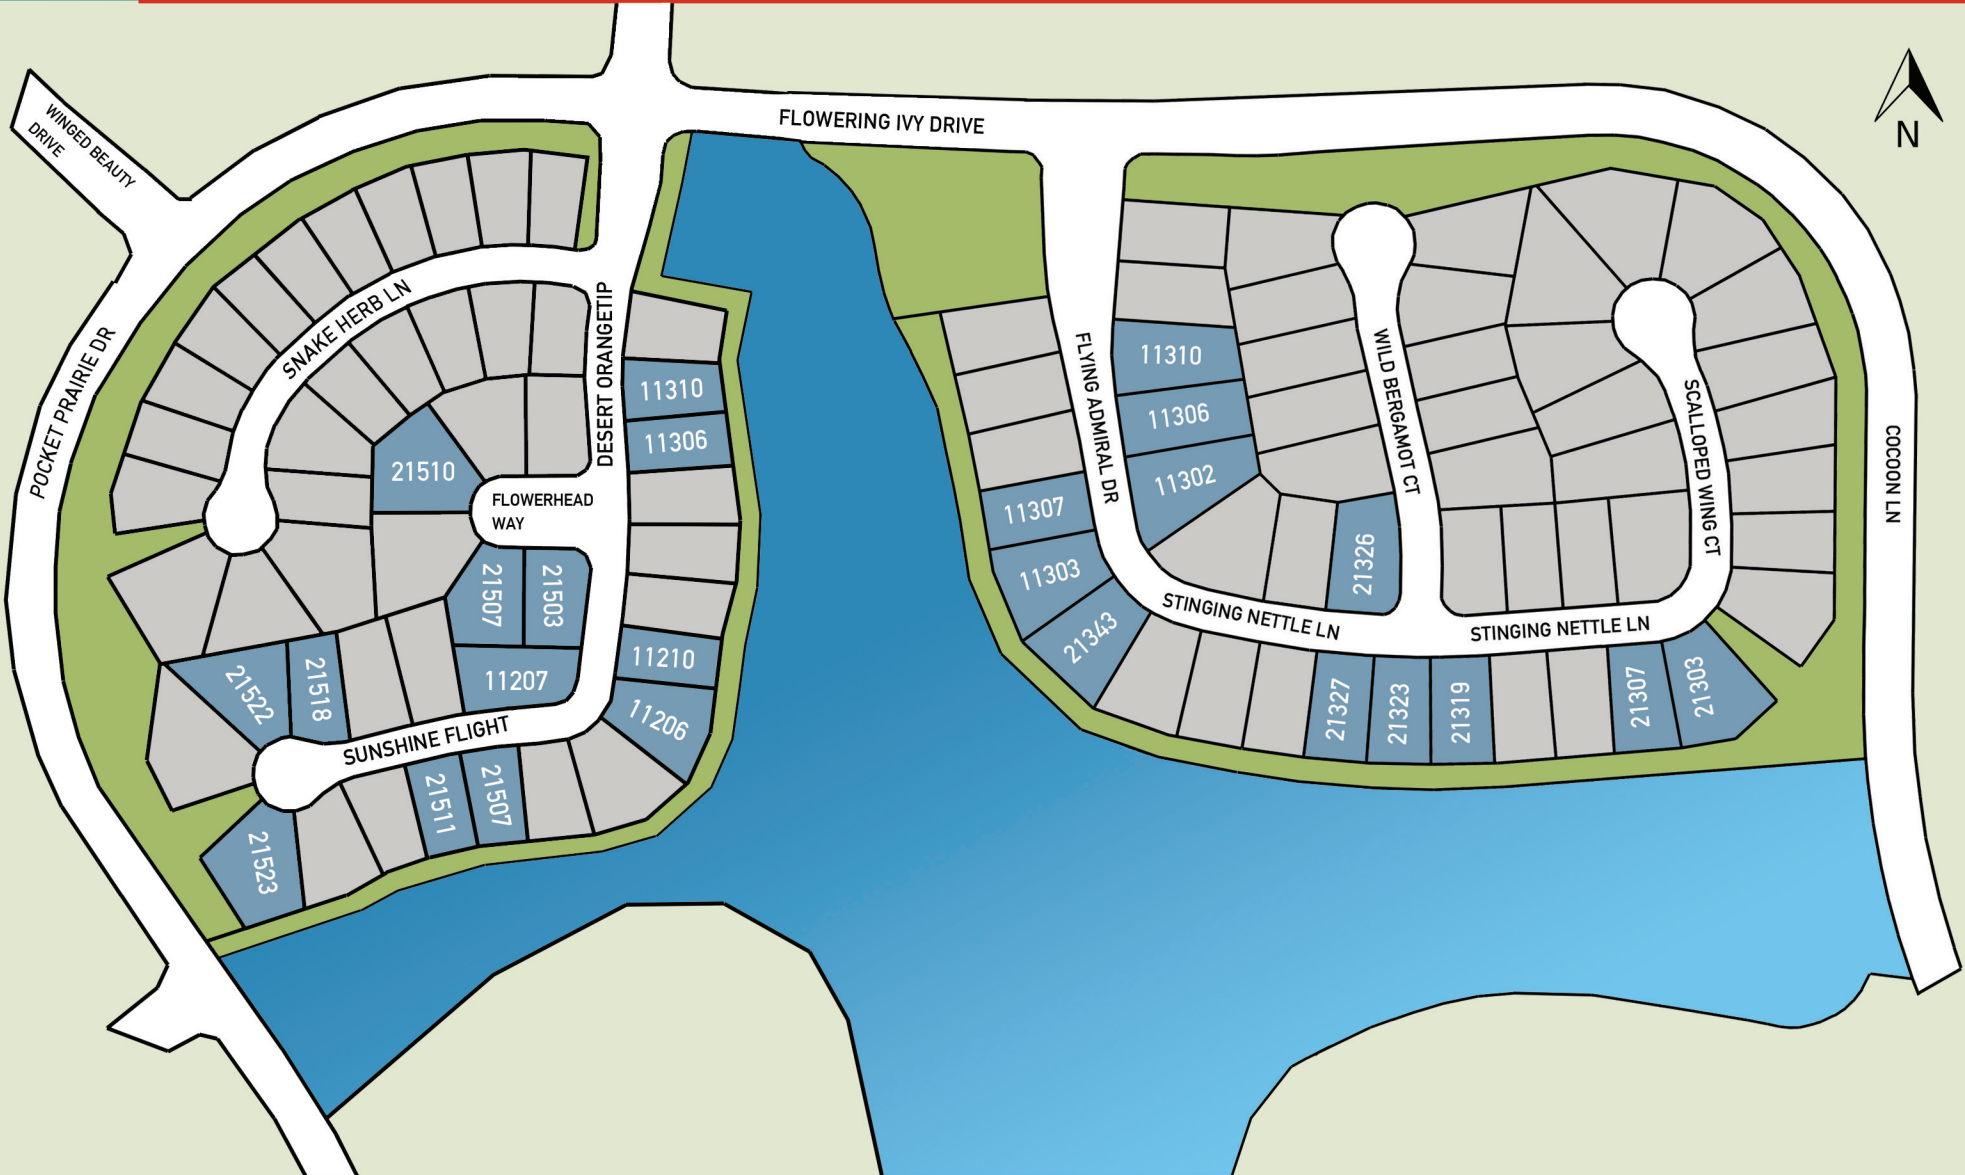 WINGED BEAUTY
DRIVE
FLOWERING IVY DRIVE
N
POCKET PRAIRIE DR
SNAKE HERB LN
DESERT ORANGETIP
11310
11306
21510
FLOWERHEAD
WAY
21507
21503
11207
11210
11206
21522
21518
SUNSHINE FLIGHT
21511
21507
21523
FLYING ADMIRAL DR
11310
11306
11302
11307
11303
21343
WILD BERGAMOT CT
SCALLOPED WING CT
COCOON LN
21326
STINGING NETTLE LN
STINGING NETTLE LN
21327
21323
21319
21307
21303